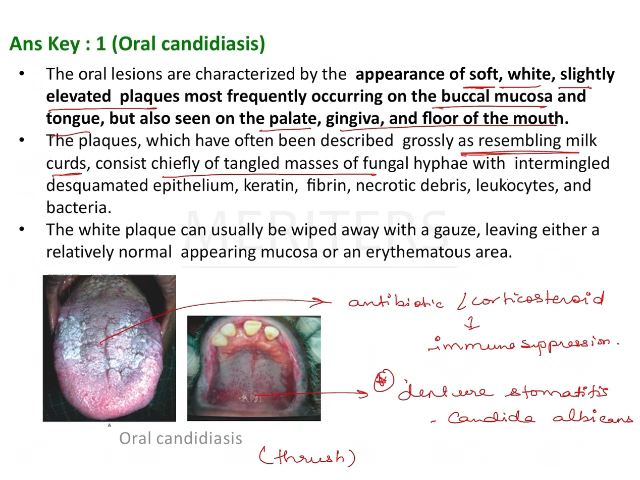 Ans Key : 1 (Oral candidiasis)
• The oral lesions are characterized by the appearance of soft, white, slightly
elevated plaques most frequently occurring on the buccal mucosa and
tongue, but also seen on the palate, gingiva, and floor of the mouth.
• The plaques, which have often been described grossly as resembling milk
curds, consist chiefly of tangled masses of fungal hyphae with intermingled
desquamated epithelium, keratin, fibrin, necrotic debris, leukocytes, and
bacteria.
MERITERS
• The white plaque can usually be wiped away with a gauze, leaving either a
relatively normal appearing mucosa or an erythematous area.
antibiotic / corticosteroid
↓
immunosuppression.
denture stomatitis
- candida albicans
Oral candidiasis
(thrush)